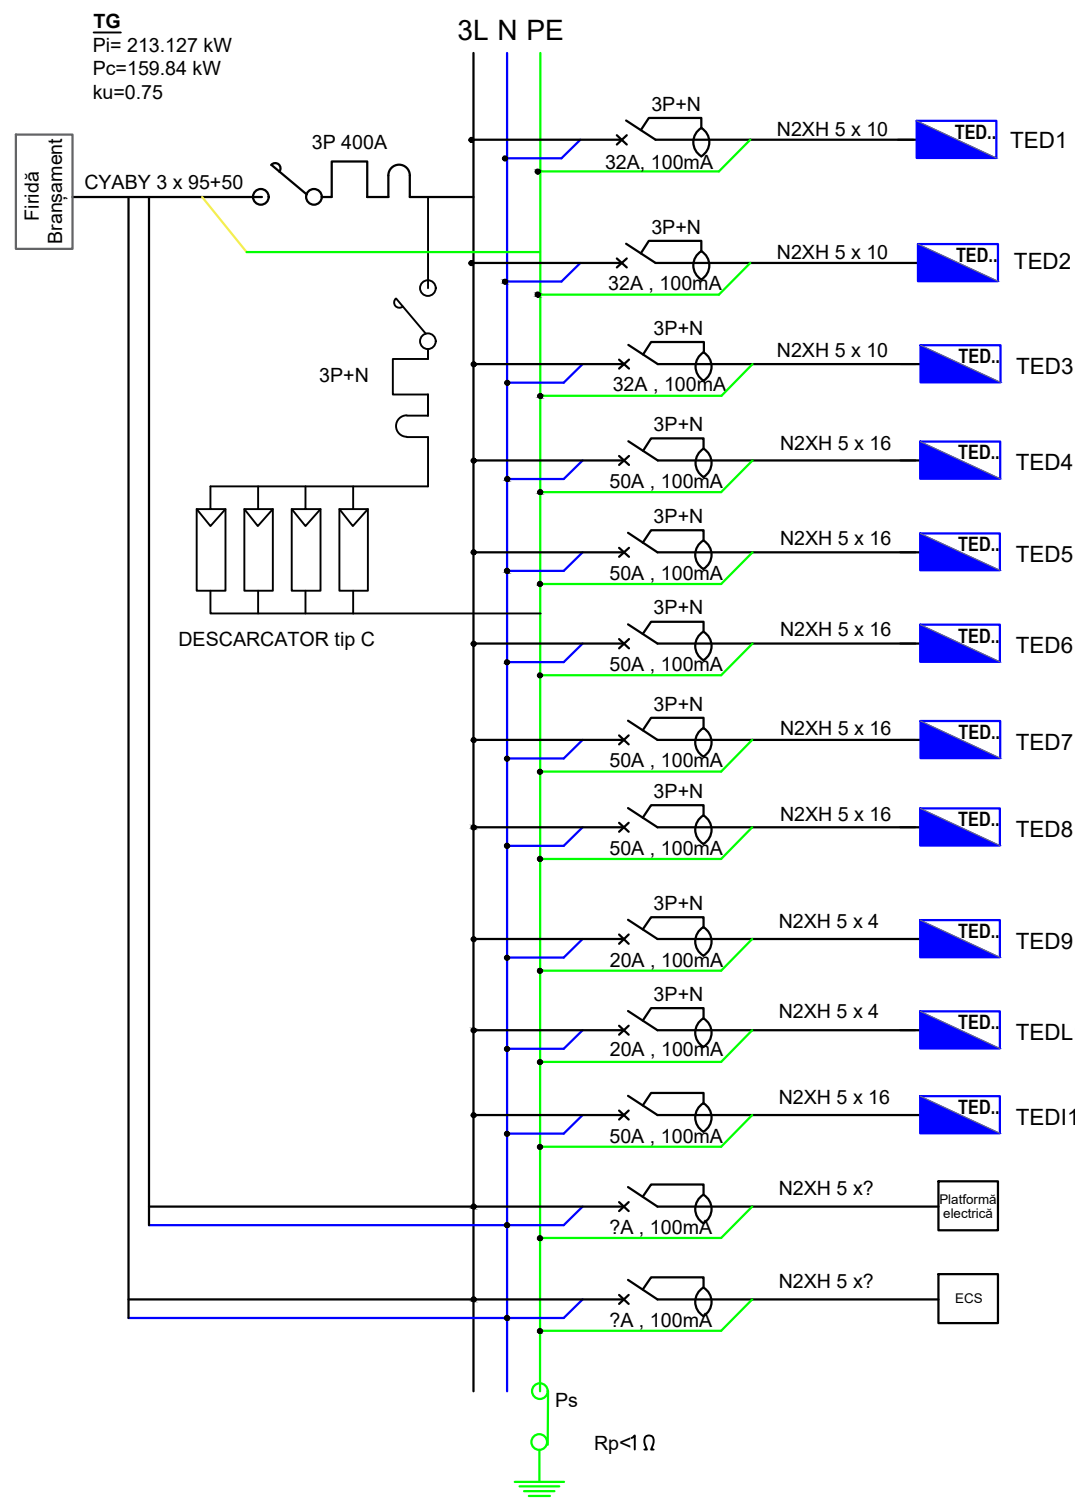 TG
Pi= 213.127 kW
Pc=159.84 kW
ku=0.75
3L N PE
Firidă
Branșament
CYABY 3 x 95+50
3P 400A
3P+N
DESCARCATOR tip C
3P+N
32A, 100mA
N2XH 5 x 10
TED..
TED1
3P+N
32A , 100mA
N2XH 5 x 10
TED..
TED2
3P+N
32A , 100mA
N2XH 5 x 10
TED..
TED3
3P+N
50A , 100mA
N2XH 5 x 16
TED..
TED4
3P+N
50A , 100mA
N2XH 5 x 16
TED..
TED5
3P+N
50A , 100mA
N2XH 5 x 16
TED..
TED6
3P+N
50A , 100mA
N2XH 5 x 16
TED..
TED7
3P+N
50A , 100mA
N2XH 5 x 16
TED..
TED8
3P+N
20A , 100mA
N2XH 5 x 4
TED..
TED9
3P+N
20A , 100mA
N2XH 5 x 4
TED..
TEDL
50A , 100mA
N2XH 5 x 16
TED..
TEDI1
?A , 100mA
N2XH 5 x?
Platformă
electrică
?A , 100mA
N2XH 5 x?
ECS
Ps
Rp<1Ω